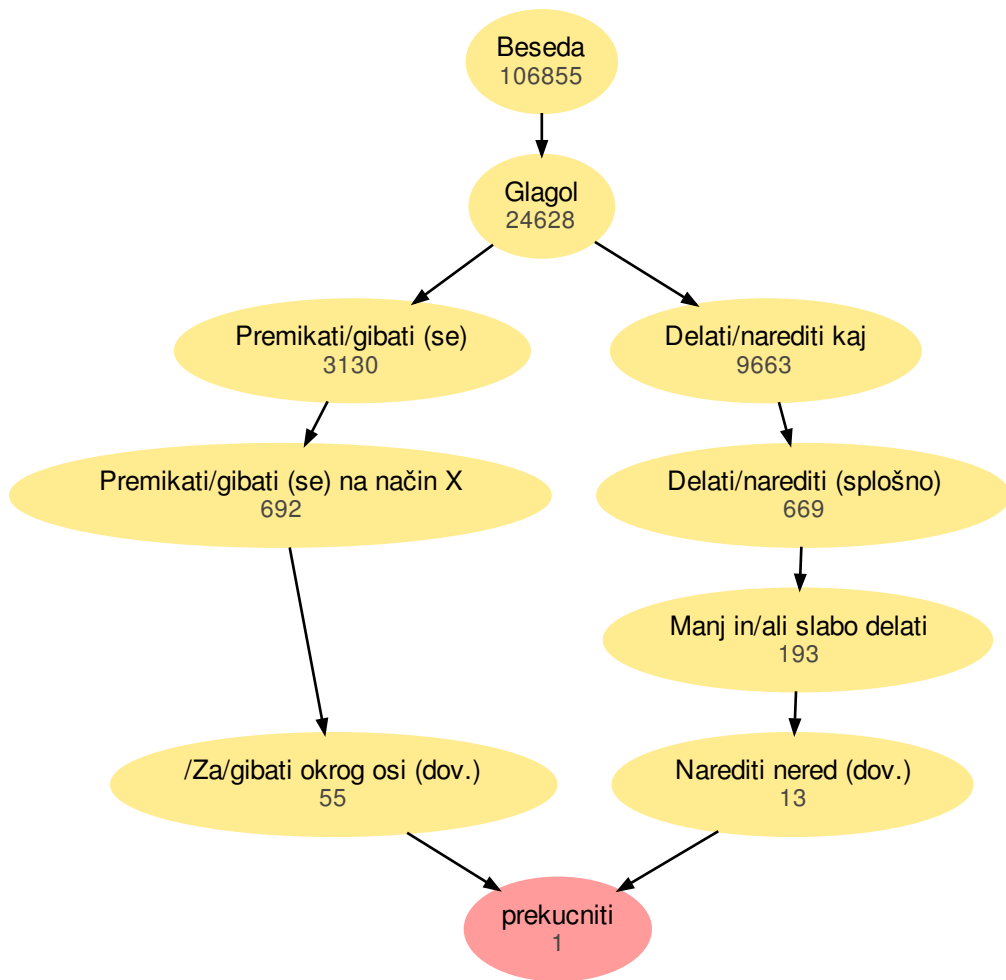 Beseda
106855
Glagol
24628
Premikati/gibati (se)
3130
Delati/narediti kaj
9663
Premikati/gibati (se) na način X
692
Delati/narediti (splošno)
669
Manj in/ali slabo delati
193
/Za/gibati okrog osi (dov.)
55
Narediti nered (dov.)
13
prekucniti
1